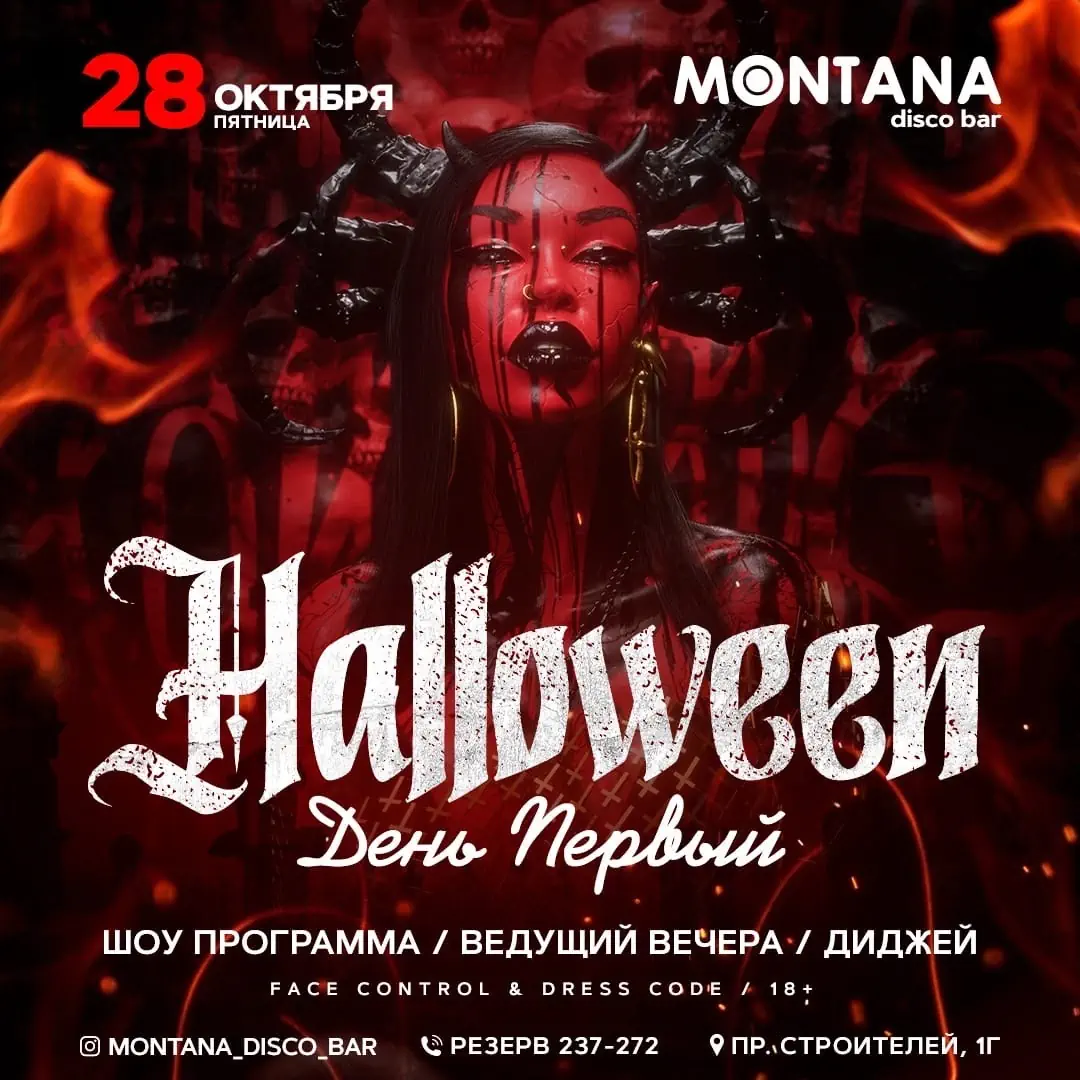 28 ОКТЯБРЯ
ПЯТНИЦА
MONTANA
disco bar
Halloween
День Первый
ШОУ ПРОГРАММА / ВЕДУЩИЙ ВЕЧЕРА / ДИДЖЕЙ
FACE CONTROL & DRESS CODE / 18+
MONTANA_DISCO_BAR
РЕЗЕРВ 237-272
ПР. СТРОИТЕЛЕЙ, 1Г